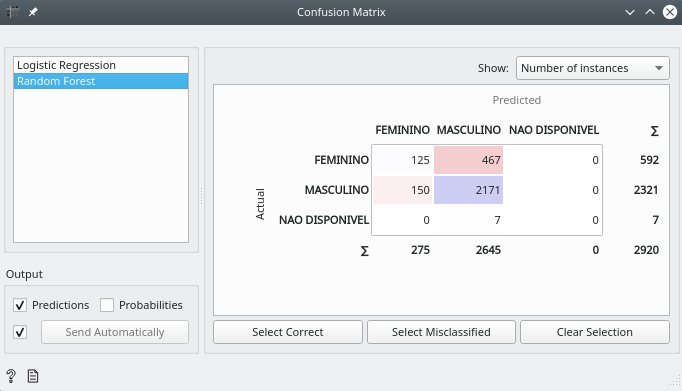 Confusion Matrix
Logistic Regression
Random Forest
Output
Predictions Probabilities
Send Automatically
Show: Number of instances
Predicted
FEMININO MASCULINO NAO DISPONIVEL Σ
FEMININO 125 467 0 592
MASCULINO 150 2171 0 2321
NAO DISPONIVEL 0 7 0 7
Σ 275 2645 0 2920
Actual
Select Correct Select Misclassified Clear Selection
?